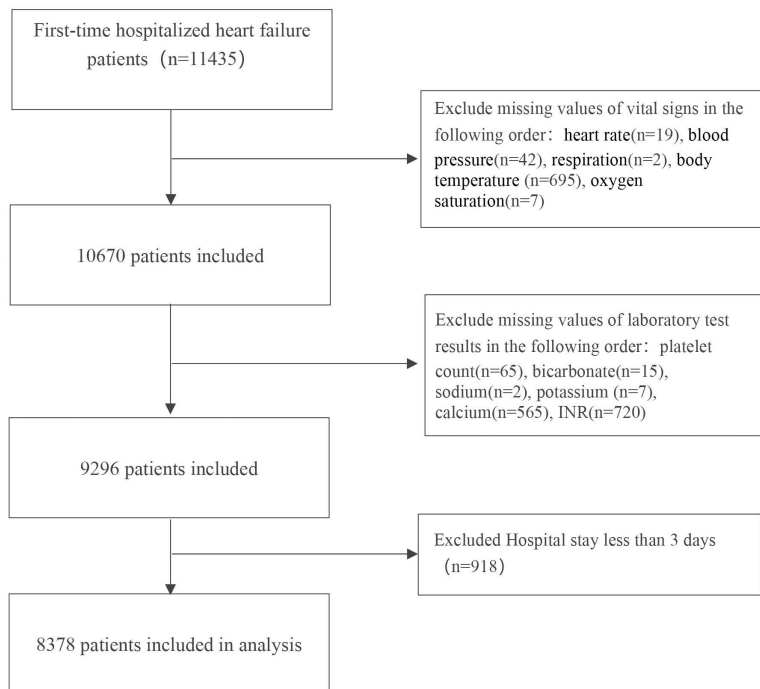 First-time hospitalized heart failure
patients（n=11435）
Exclude missing values of vital signs in the
following order：heart rate(n=19), blood
pressure(n=42), respiration(n=2), body
temperature (n=695), oxygen
saturation(n=7)
10670 patients included
Exclude missing values of laboratory test
results in the following order：platelet
count(n=65), bicarbonate(n=15),
sodium(n=2), potassium (n=7),
calcium(n=565), INR(n=720)
9296 patients included
Excluded Hospital stay less than 3 days
（n=918）
8378 patients included in analysis